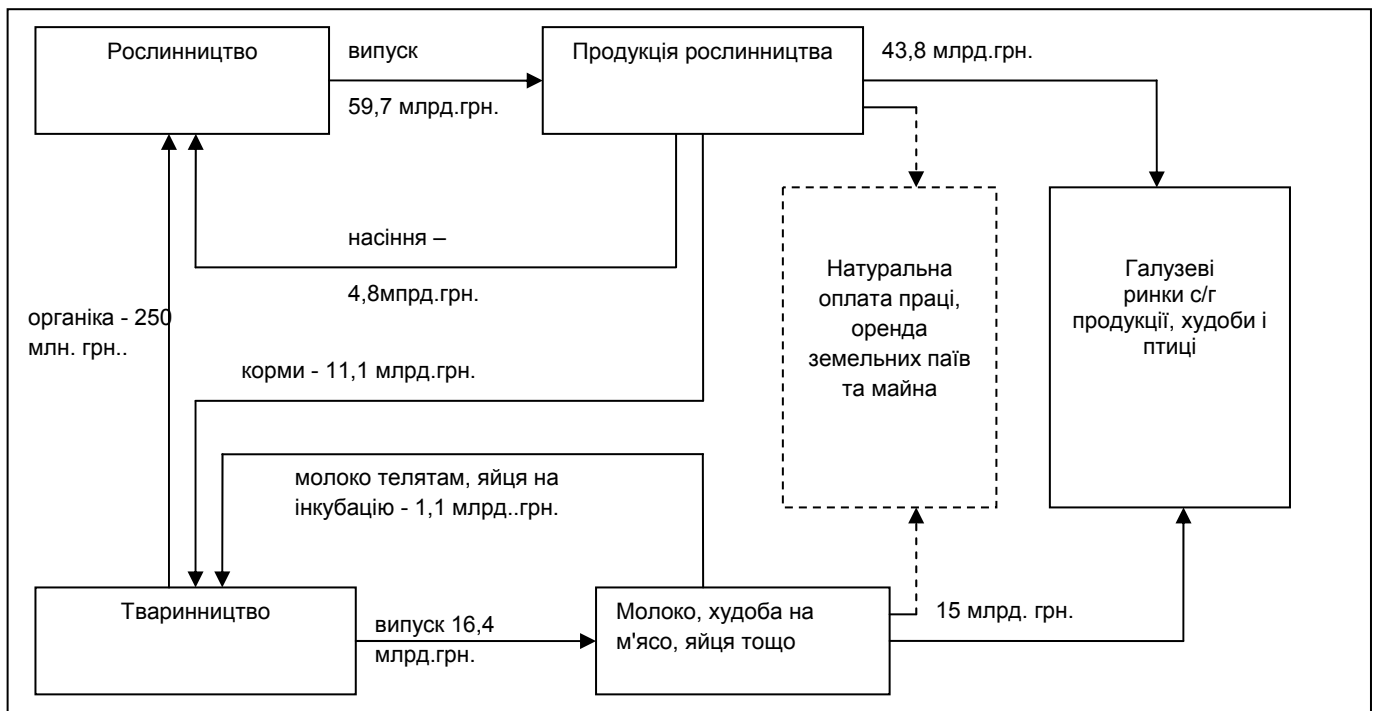 Рослинництво
випуск
59,7 млрд.грн.
Продукція рослинництва
43,8 млрд.грн.
насіння –
4,8мпрд.грн.
органіка - 250
млн. грн..
корми - 11,1 млрд.грн.
Натуральна
оплата праці,
оренда
земельних паїв
та майна
Галузеві
ринки с/г
продукції, худоби і
птиці
молоко телятам, яйця на
інкубацію - 1,1 млрд..грн.
Тваринництво
випуск 16,4
млрд.грн.
Молоко, худоба на
м'ясо, яйця тощо
15 млрд. грн.